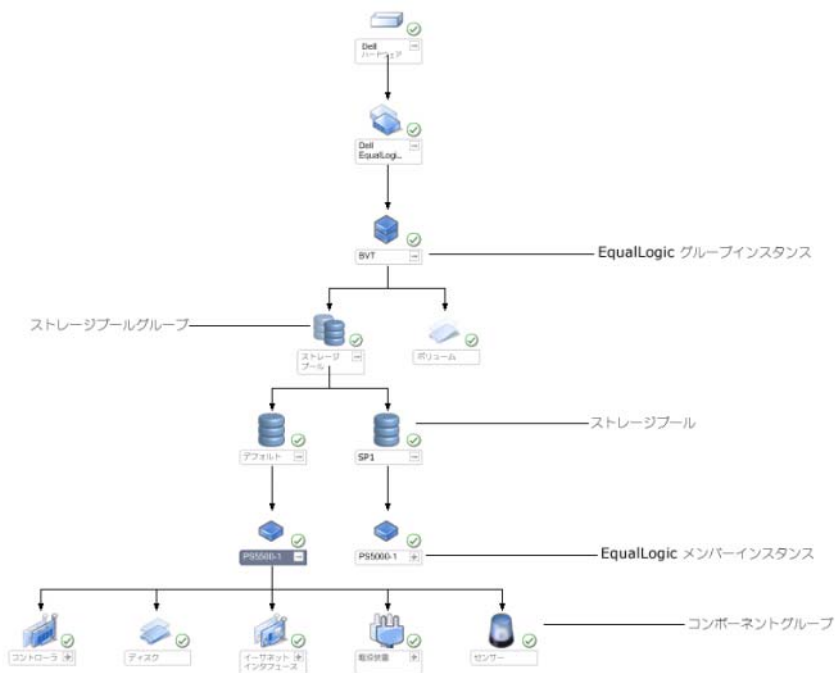 Dell
ハードウェア
Dell
EqualLogi...
BVT
EqualLogic グループインスタンス
ストレージプールグループ
ストレージ
プール
ボリューム
ストレージプール
デフォルト
SP1
PS5500-1
PS5000-1
EqualLogic メンバーインスタンス
コンポーネントグループ
コントローラ
ディスク
イーサネット
インタフェース
電源装置
センサー